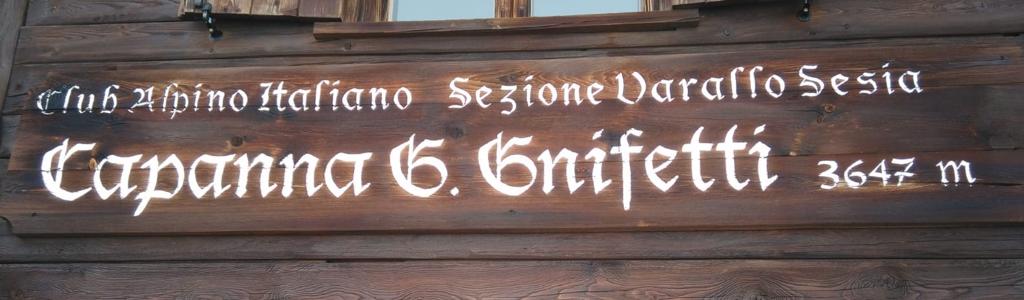 Club Alpino Italiano Sezione Varallo Sesia
Capanna G. Gnifetti 3647 m